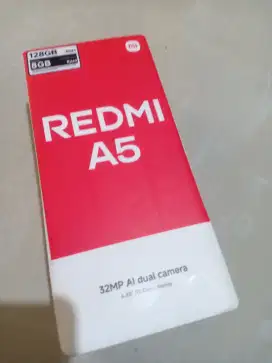 128GB
8GB
REDMI
A5
32MP AI dual camera